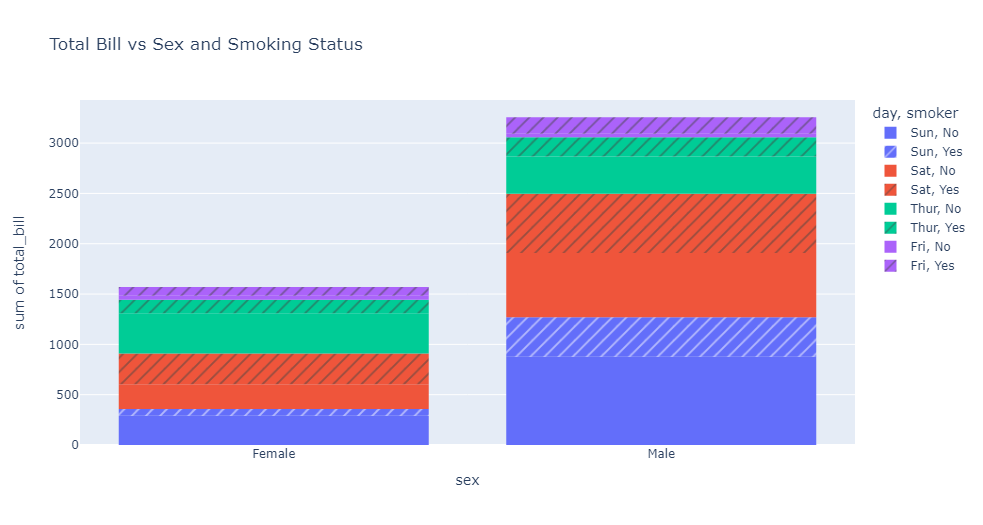 Total Bill vs Sex and Smoking Status
day, smoker
Sun, No
Sun, Yes
Sat, No
Sat, Yes
Thur, No
Thur, Yes
Fri, No
Fri, Yes
sum of total_bill
3000
2500
2000
1500
1000
500
0
Female
Male
sex